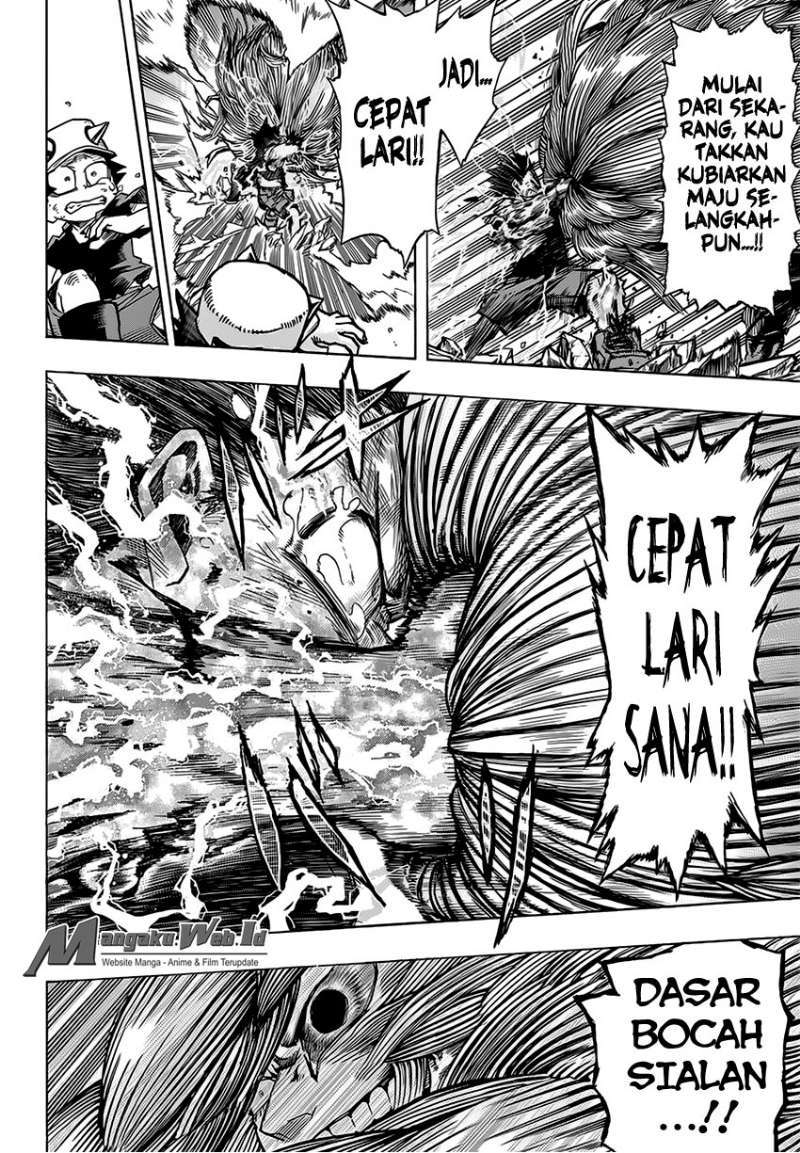 MULAI
DARI SEKA-
RANG, KAU
TAKKAN
KUBIARKAN
MAJU SE-
LANGKAH-
PUN...!!
JADI...
CEPAT
LARI!!
CEPAT
LARI
SANA!!
MangakuWeb.Id
Website Manga - Anime & Film Terupdate
DASAR
BOCAH
SIALAN
...!!